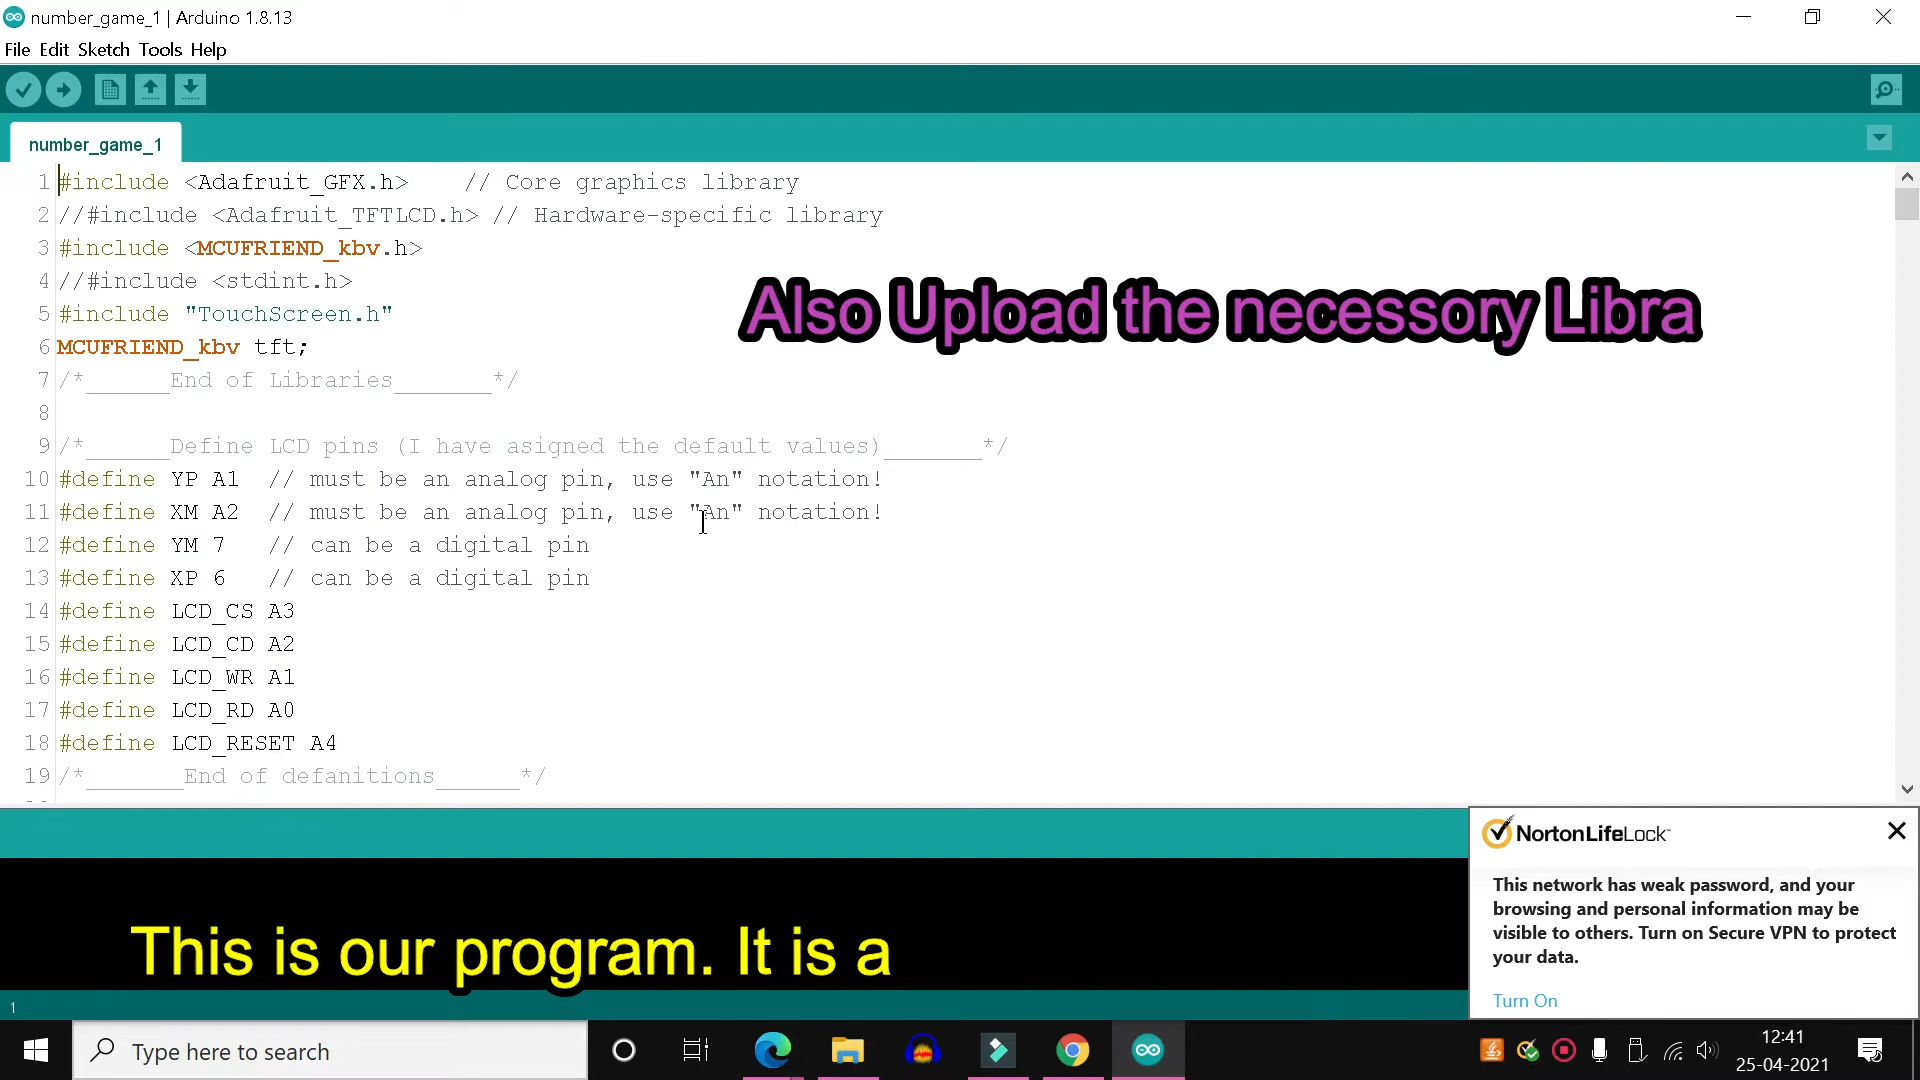 number_game_1 | Arduino 1.8.13
File Edit Sketch Tools Help
number_game_1
1 #include <Adafruit_GFX.h>    // Core graphics library
2 //#include <Adafruit_TFTLCD.h> // Hardware-specific library
3 #include <MCUFRIEND_kbv.h>
4 //#include <stdint.h>
5 #include "TouchScreen.h"
6 MCUFRIEND_kbv tft;
7 /*________End of Libraries_______*/
8
9 /*______Define LCD pins (I have asigned the default values)_______*/
10 #define YP A1  // must be an analog pin, use "An" notation!
11 #define XM A2  // must be an analog pin, use "An" notation!
12 #define YM 7   // can be a digital pin
13 #define XP 6   // can be a digital pin
14 #define LCD_CS A3
15 #define LCD_CD A2
16 #define LCD_WR A1
17 #define LCD_RD A0
18 #define LCD_RESET A4
19 /*_______End of defanitions______*/
Also Upload the necessory Libra
This is our program. It is a
1
NortonLifeLock
This network has weak password, and your
browsing and personal information may be
visible to others. Turn on Secure VPN to protect
your data.
Turn On
Type here to search
12:41
25-04-2021